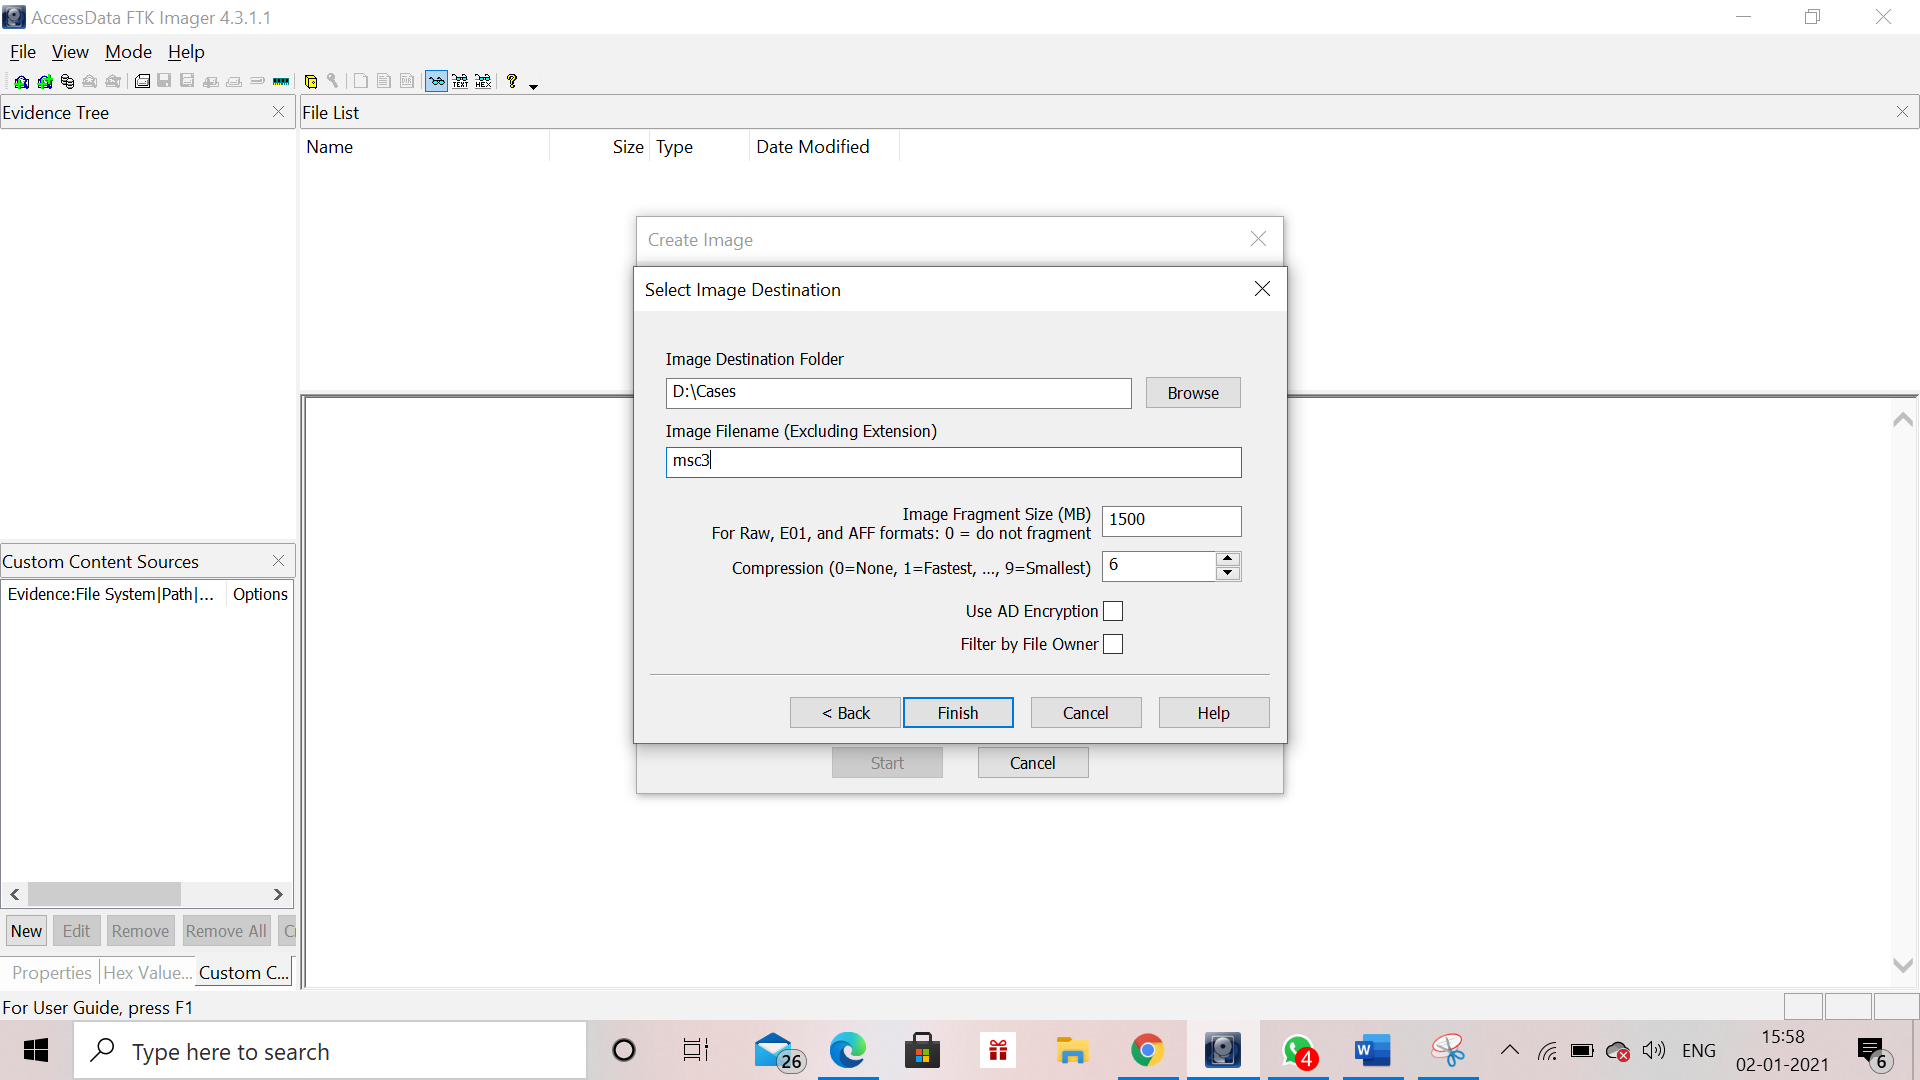 AccessData FTK Imager 4.3.1.1
File View Mode Help
Evidence Tree
File List
Name Size Type Date Modified
Create Image
Select Image Destination
Image Destination Folder
D:\Cases
Browse
Image Filename (Excluding Extension)
msc3
Image Fragment Size (MB)
For Raw, E01, and AFF formats: 0 = do not fragment
1500
Compression (0=None, 1=Fastest, ..., 9=Smallest)
6
Use AD Encryption
Filter by File Owner
< Back Finish Cancel Help
Start Cancel
Custom Content Sources
Evidence:File System|Path|... Options
New Edit Remove Remove All C
Properties Hex Value... Custom C...
For User Guide, press F1
Type here to search
26
4
ENG
15:58
02-01-2021
6